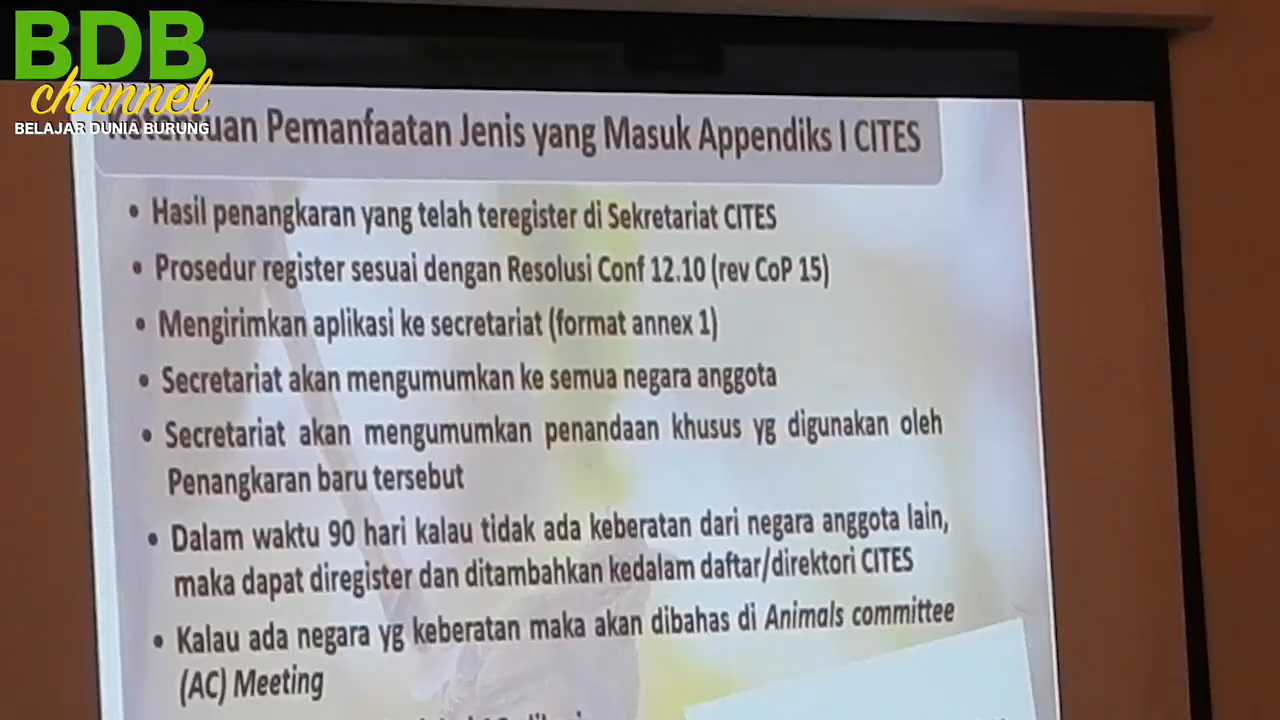 BDB
channel
BELAJAR DUNIA BURUNG
Pemanfaatan Jenis yang Masuk Appendiks I CITES
• Hasil penangkaran yang telah teregister di Sekretariat CITES
• Prosedur register sesuai dengan Resolusi Conf 12.10 (rev CoP 15)
• Mengirimkan aplikasi ke secretariat (format annex 1)
• Secretariat akan mengumumkan ke semua negara anggota
• Secretariat akan mengumumkan penandaan khusus yg digunakan oleh
Penangkaran baru tersebut
• Dalam waktu 90 hari kalau tidak ada keberatan dari negara anggota lain,
maka dapat diregister dan ditambahkan kedalam daftar/direktori CITES
• Kalau ada negara yg keberatan maka akan dibahas di Animals committee
(AC) Meeting